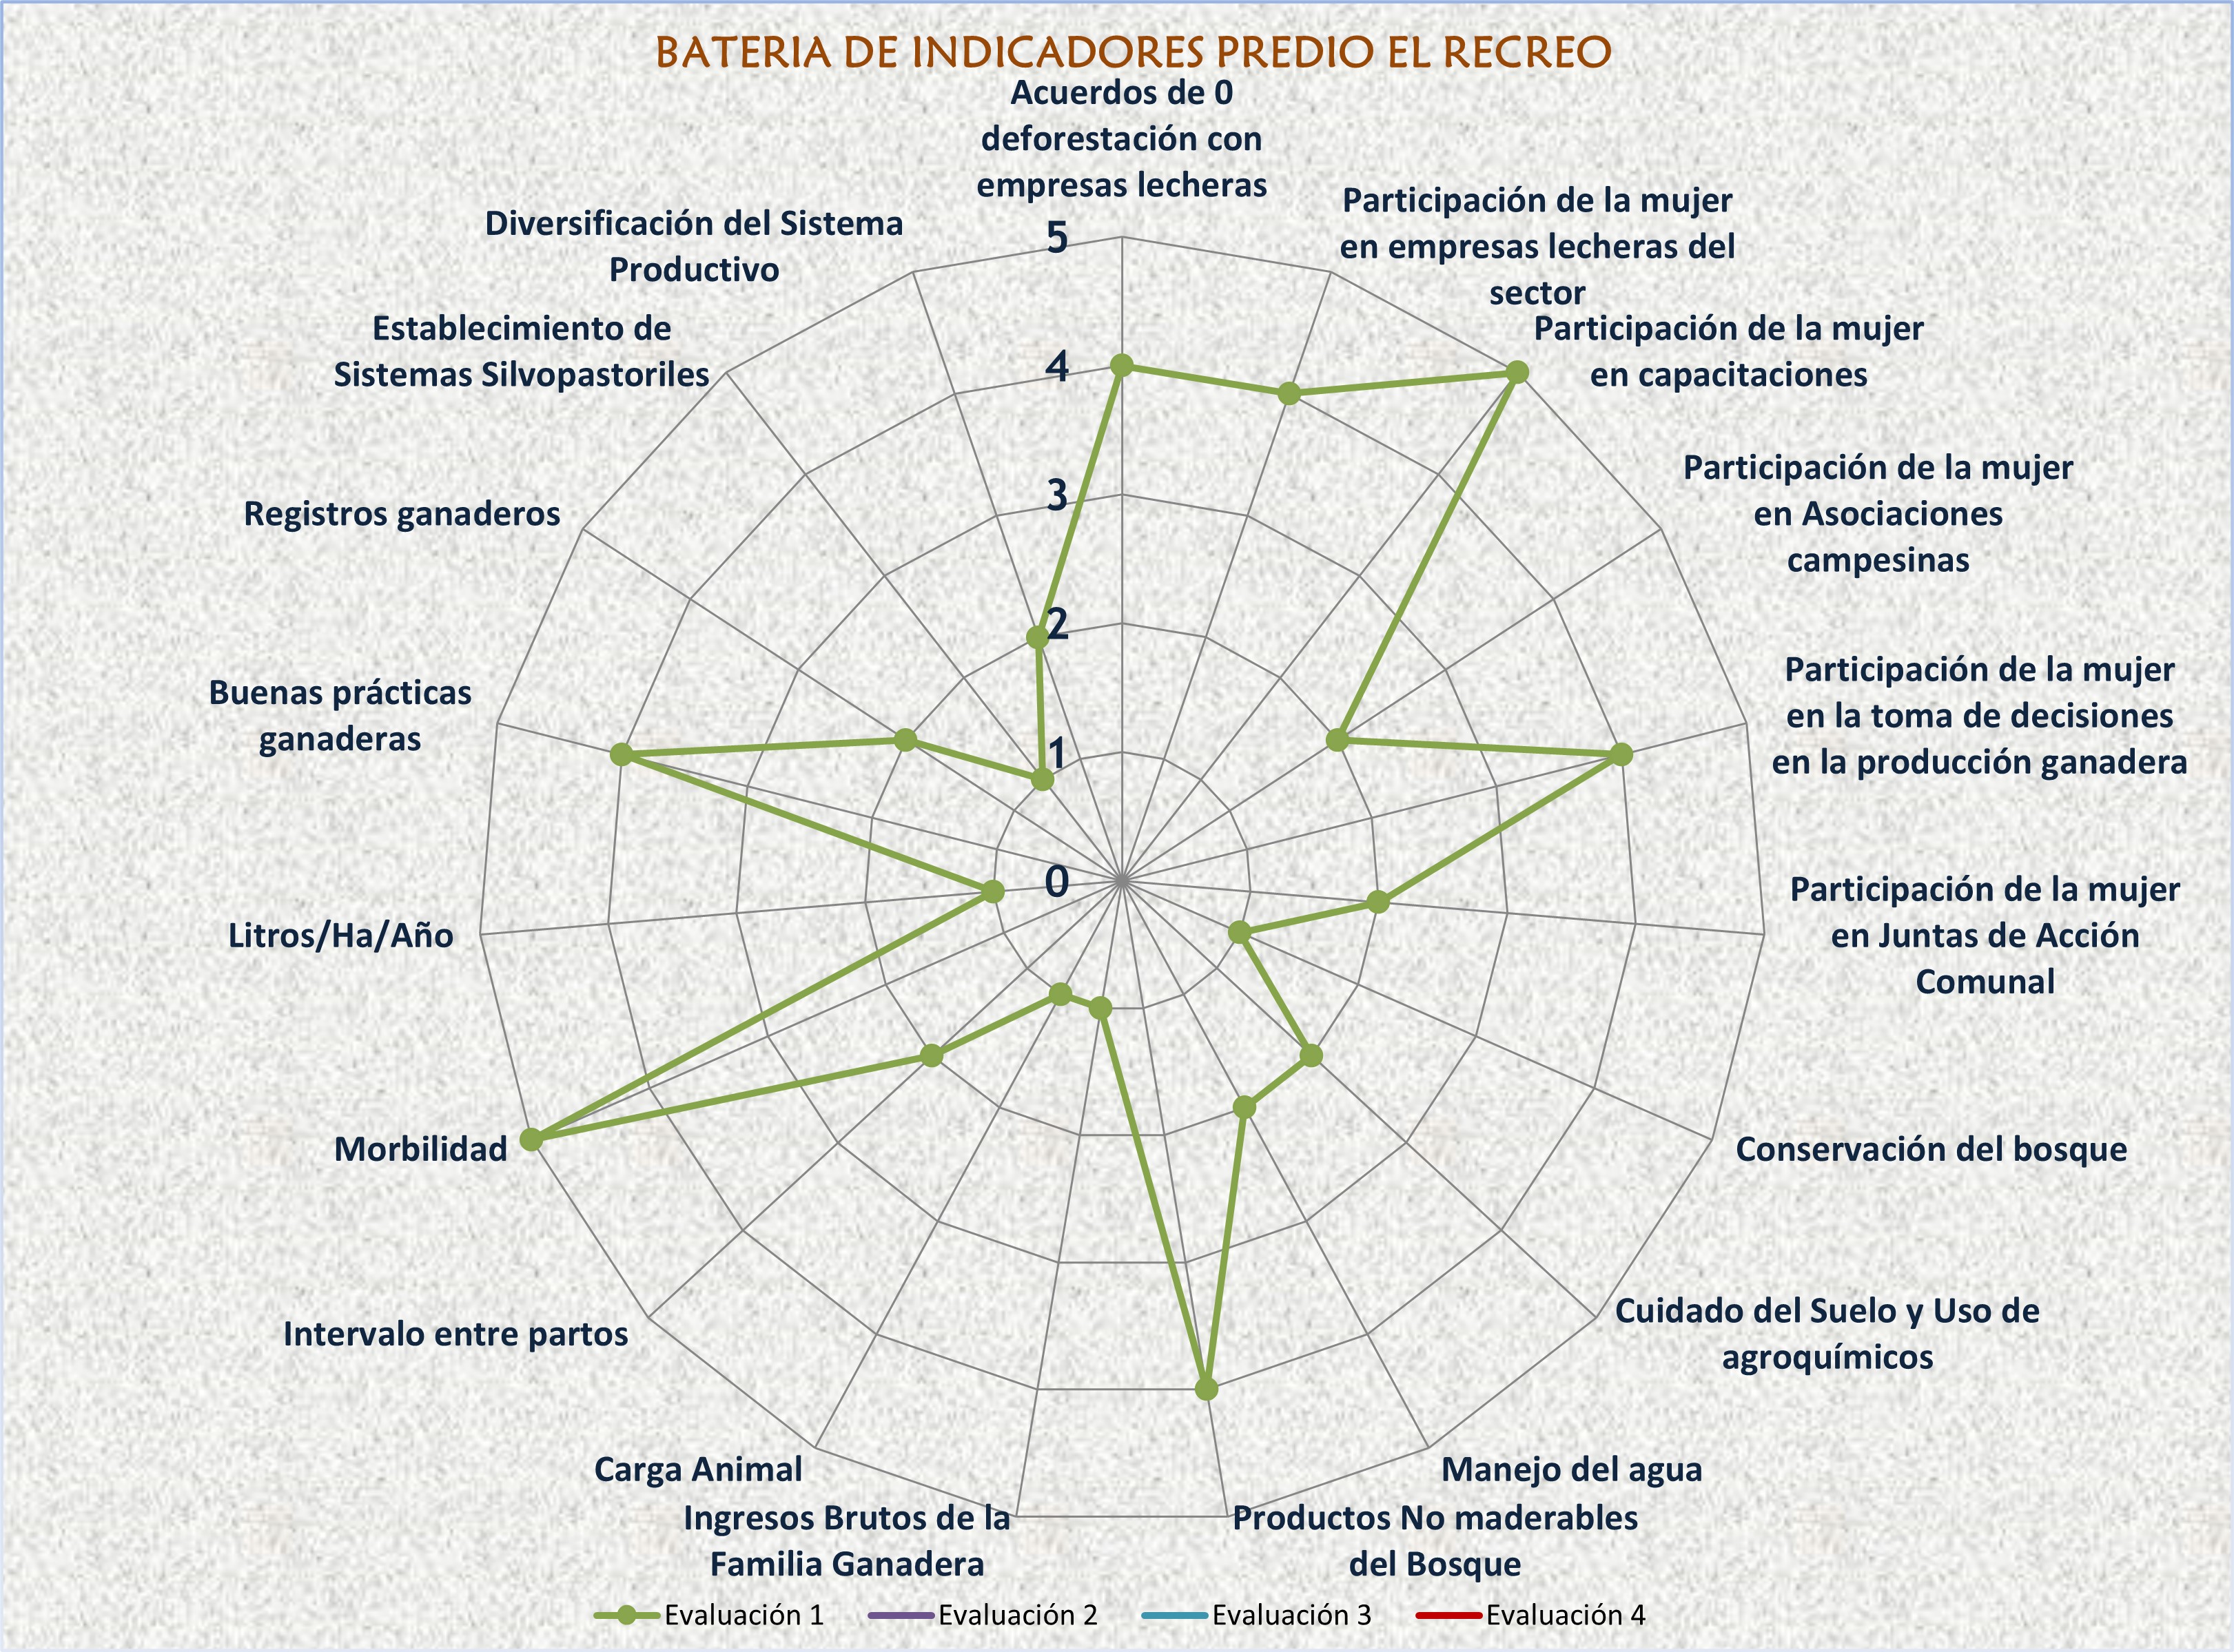 BATERIA DE INDICADORES PREDIO EL RECREO
Acuerdos de 0
deforestación con
empresas lecheras
Participación de la mujer
en empresas lecheras del
sector
Participación de la mujer
en capacitaciones
Participación de la mujer
en Asociaciones
campesinas
Participación de la mujer
en la toma de decisiones
en la producción ganadera
Participación de la mujer
en Juntas de Acción
Comunal
Conservación del bosque
Cuidado del Suelo y Uso de
agroquímicos
Manejo del agua
Productos No maderables
del Bosque
Ingresos Brutos de la
Familia Ganadera
Carga Animal
Intervalo entre partos
Morbilidad
Litros/Ha/Año
Buenas prácticas
ganaderas
Registros ganaderos
Establecimiento de
Sistemas Silvopastoriles
Diversificación del Sistema
Productivo
5
4
3
2
1
0
Evaluación 1
Evaluación 2
Evaluación 3
Evaluación 4